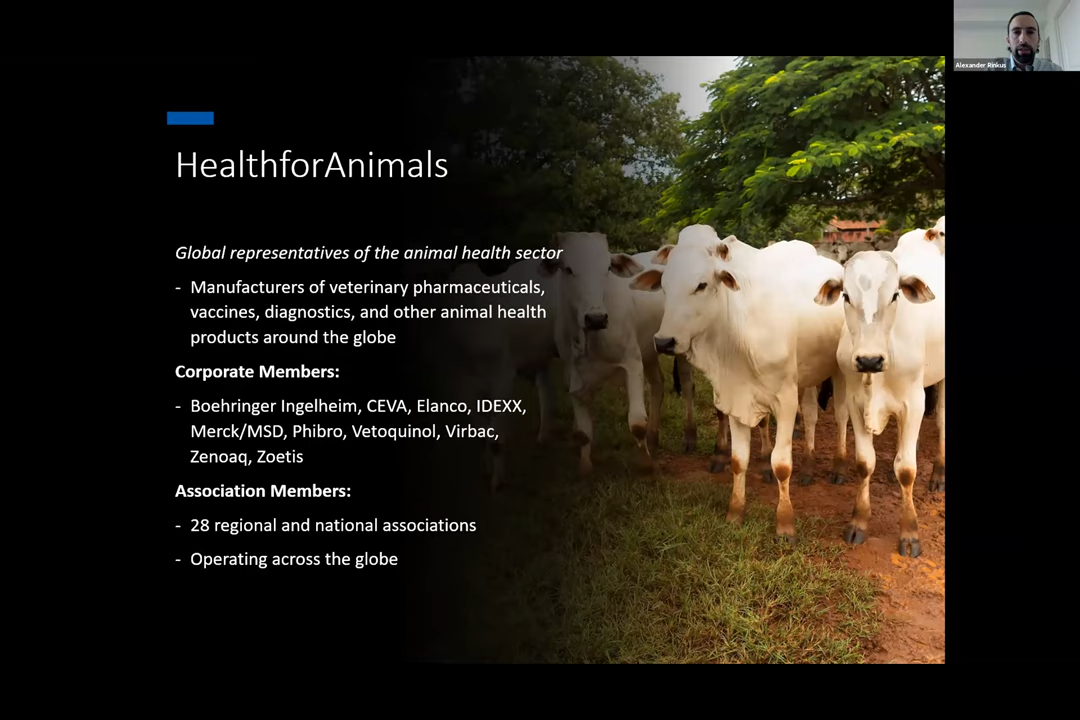 Alexander Rinkus
HealthforAnimals
Global representatives of the animal health sector
- Manufacturers of veterinary pharmaceuticals,
vaccines, diagnostics, and other animal health
products around the globe
Corporate Members:
- Boehringer Ingelheim, CEVA, Elanco, IDEXX,
Merck/MSD, Phibro, Vetoquinol, Virbac,
Zenoaq, Zoetis
Association Members:
- 28 regional and national associations
- Operating across the globe